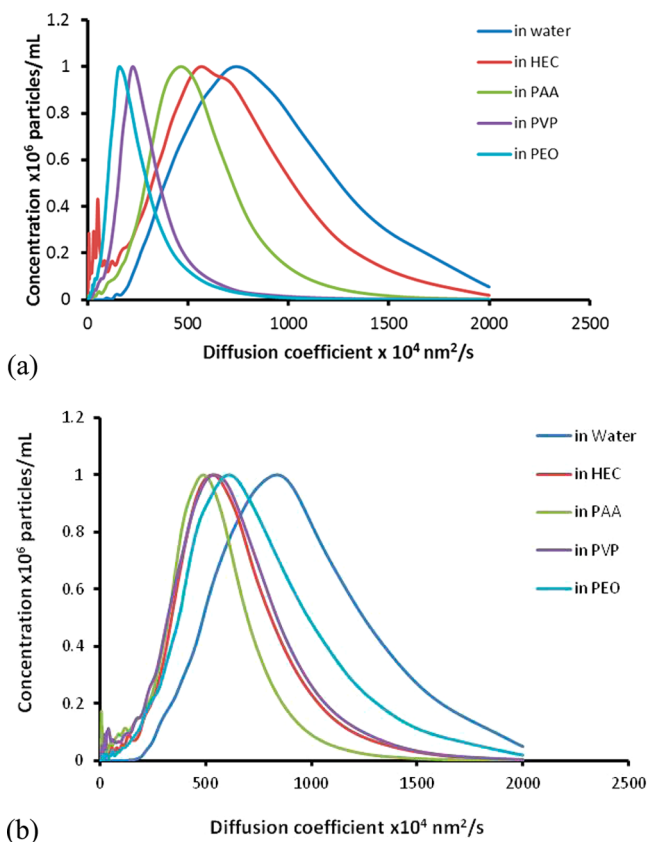 1.2
1
0.8
0.6
0.4
0.2
0
Concentration x10⁶ particles/mL
in water
in HEC
in PAA
in PVP
in PEO
0 500 1000 1500 2000 2500
Diffusion coefficient x 10⁴ nm²/s
(a)
1.2
1
0.8
0.6
0.4
0.2
0
Concentration x10⁶ particles/mL
in Water
in HEC
in PAA
in PVP
in PEO
0 500 1000 1500 2000 2500
Diffusion coefficient x10⁴ nm²/s
(b)